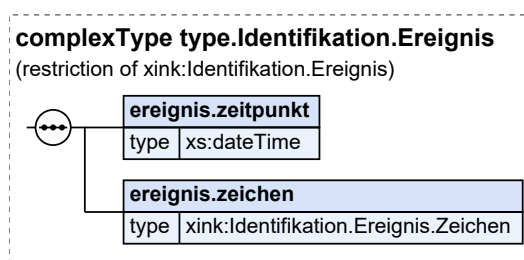 complexType type.Identifikation.Ereignis
(restriction of xink:Identifikation.Ereignis)
ereignis.zeitpunkt
type xs:dateTime
ereignis.zeichen
type xink:Identifikation.Ereignis.Zeichen